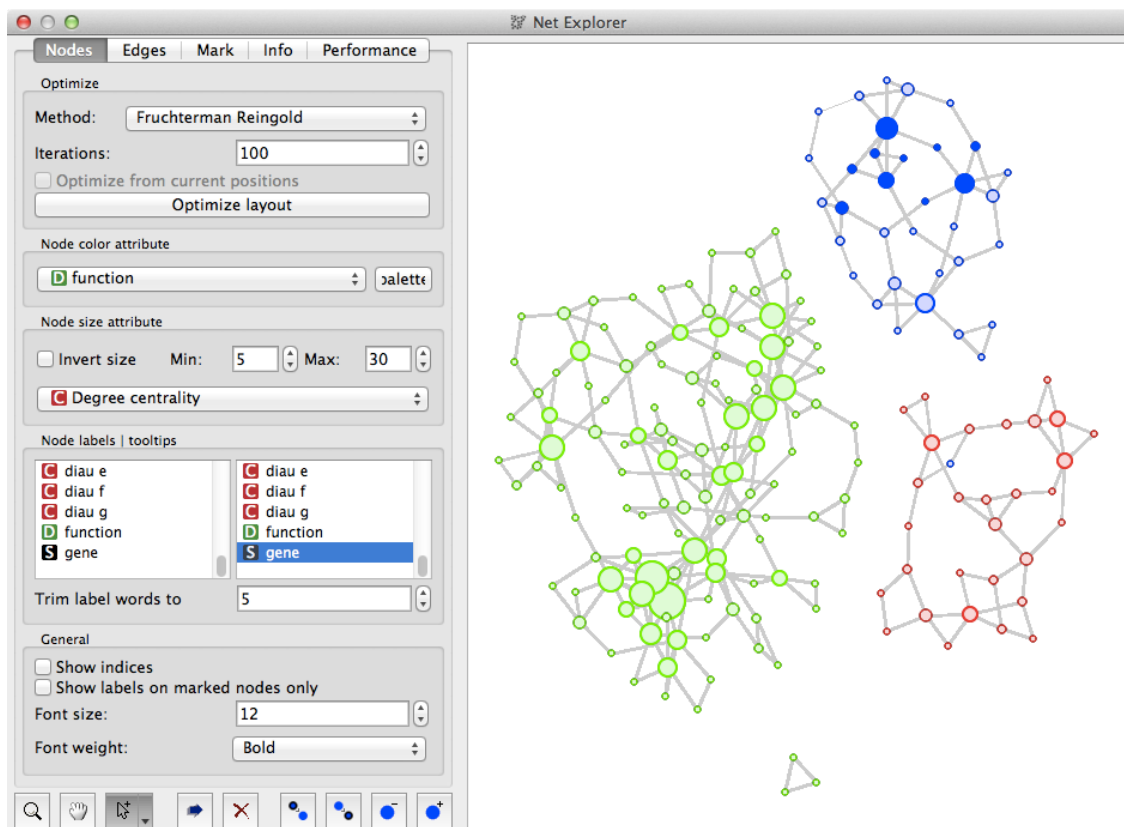 Net Explorer
Nodes Edges Mark Info Performance
Optimize
Method: Fruchterman Reingold
Iterations: 100
Optimize from current positions
Optimize layout
Node color attribute
D function palette
Node size attribute
Invert size Min: 5 Max: 30
C Degree centrality
Node labels | tooltips
C diau e C diau e
C diau f C diau f
C diau g C diau g
D function D function
S gene S gene
Trim label words to 5
General
Show indices
Show labels on marked nodes only
Font size: 12
Font weight: Bold